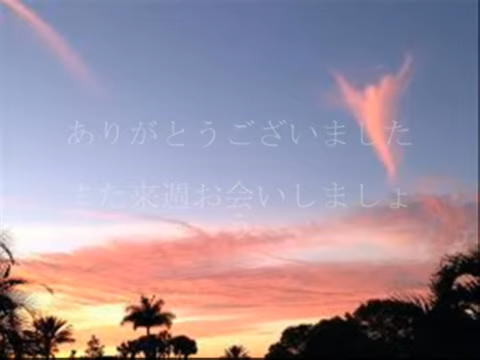 ありがとうございました
また来週お会いしましょ
う